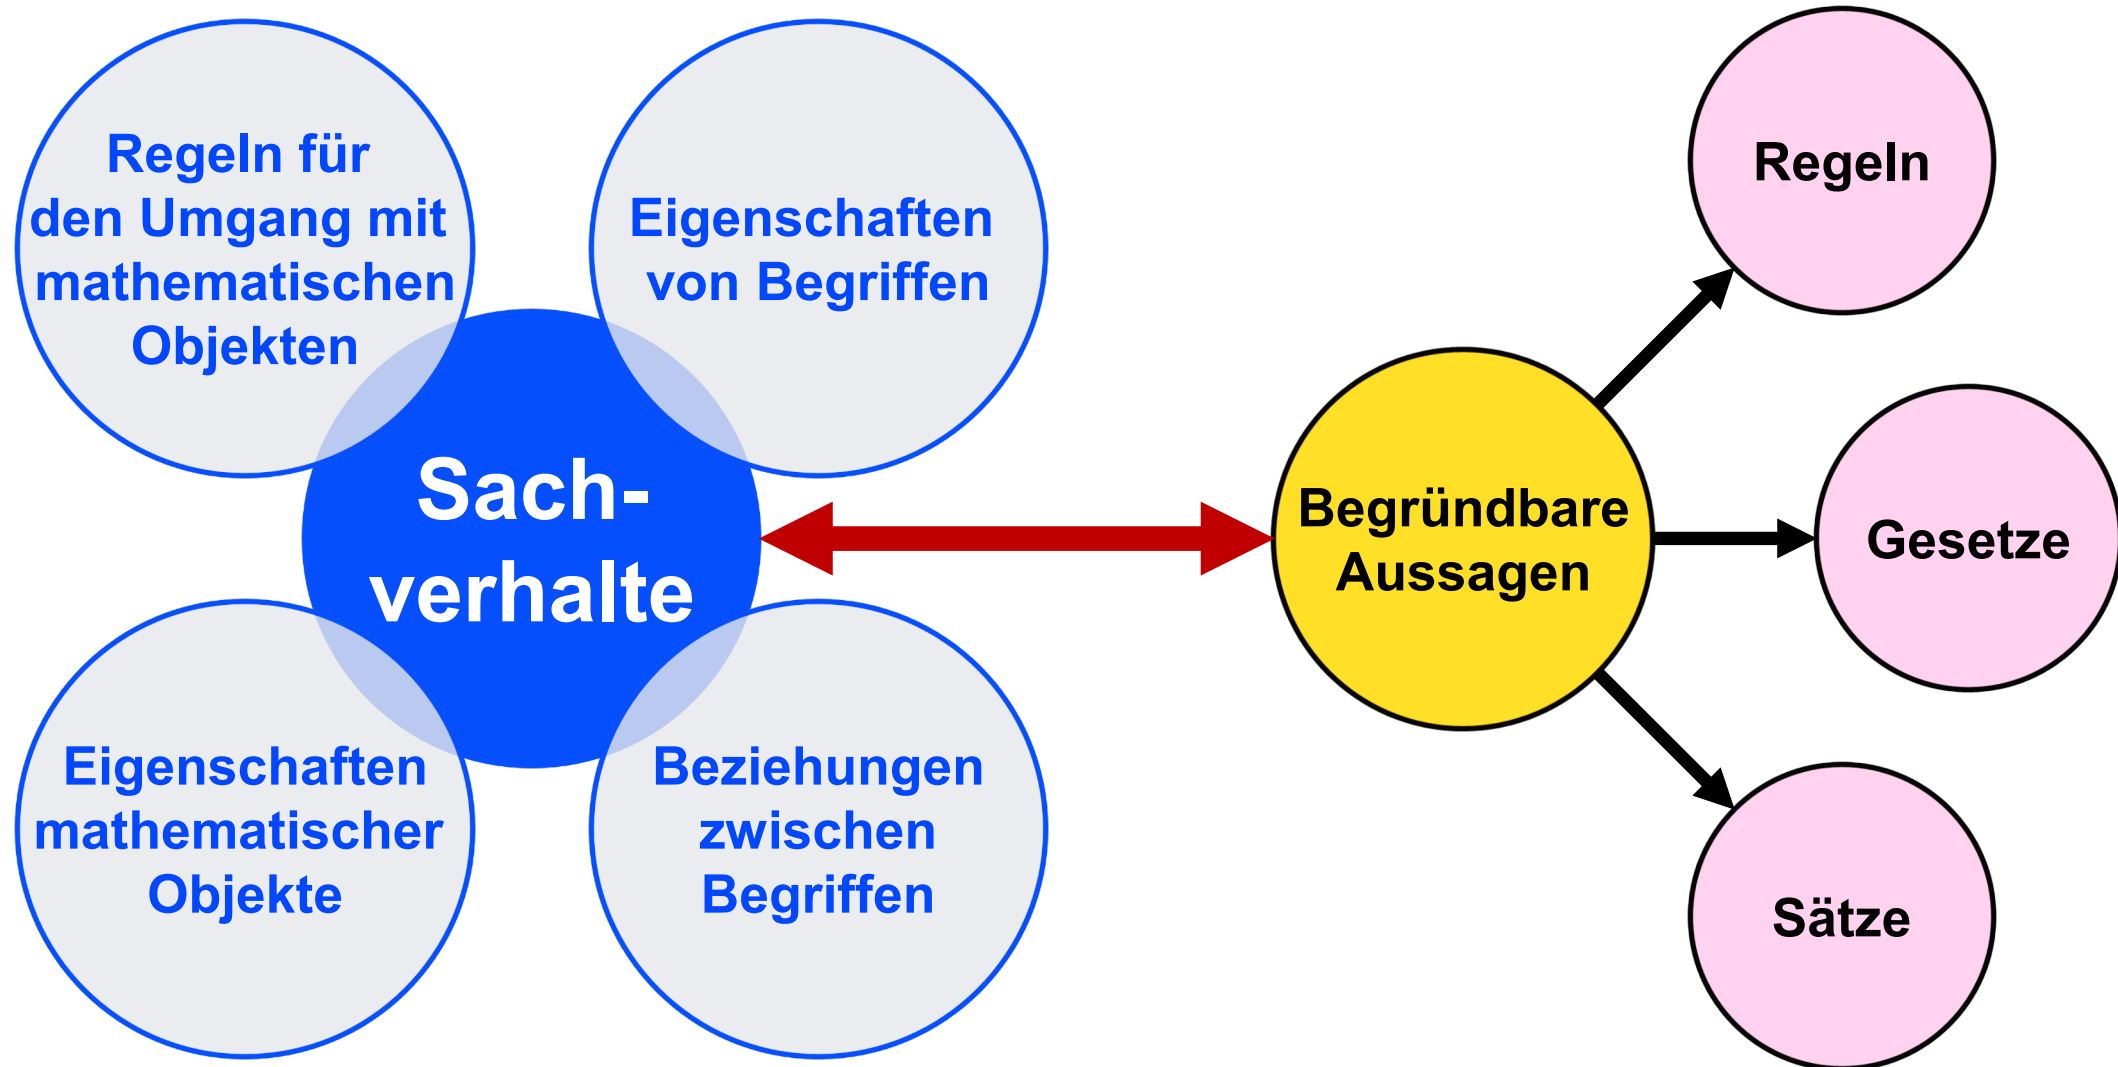 Regeln für
den Umgang mit
mathematischen
Objekten
Eigenschaften
von Begriffen
Sach-
verhalte
Eigenschaften
mathematischer
Objekte
Beziehungen
zwischen
Begriffen
Begründbare
Aussagen
Regeln
Gesetze
Sätze